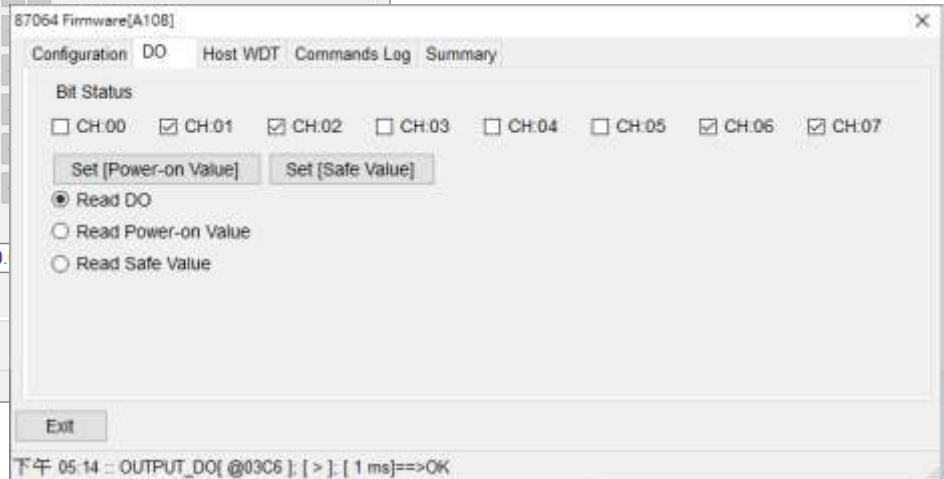 87064 Firmware[A108]
Configuration DO Host WDT Commands Log Summary
Bit Status
CH:00 CH:01 CH:02 CH:03 CH:04 CH:05 CH:06 CH:07
Set [Power-on Value] Set [Safe Value]
Read DO
Read Power-on Value
Read Safe Value
Exit
下午 05:14 :: OUTPUT_DO[ @03C6 ]; [ > ]; [ 1 ms]==>OK